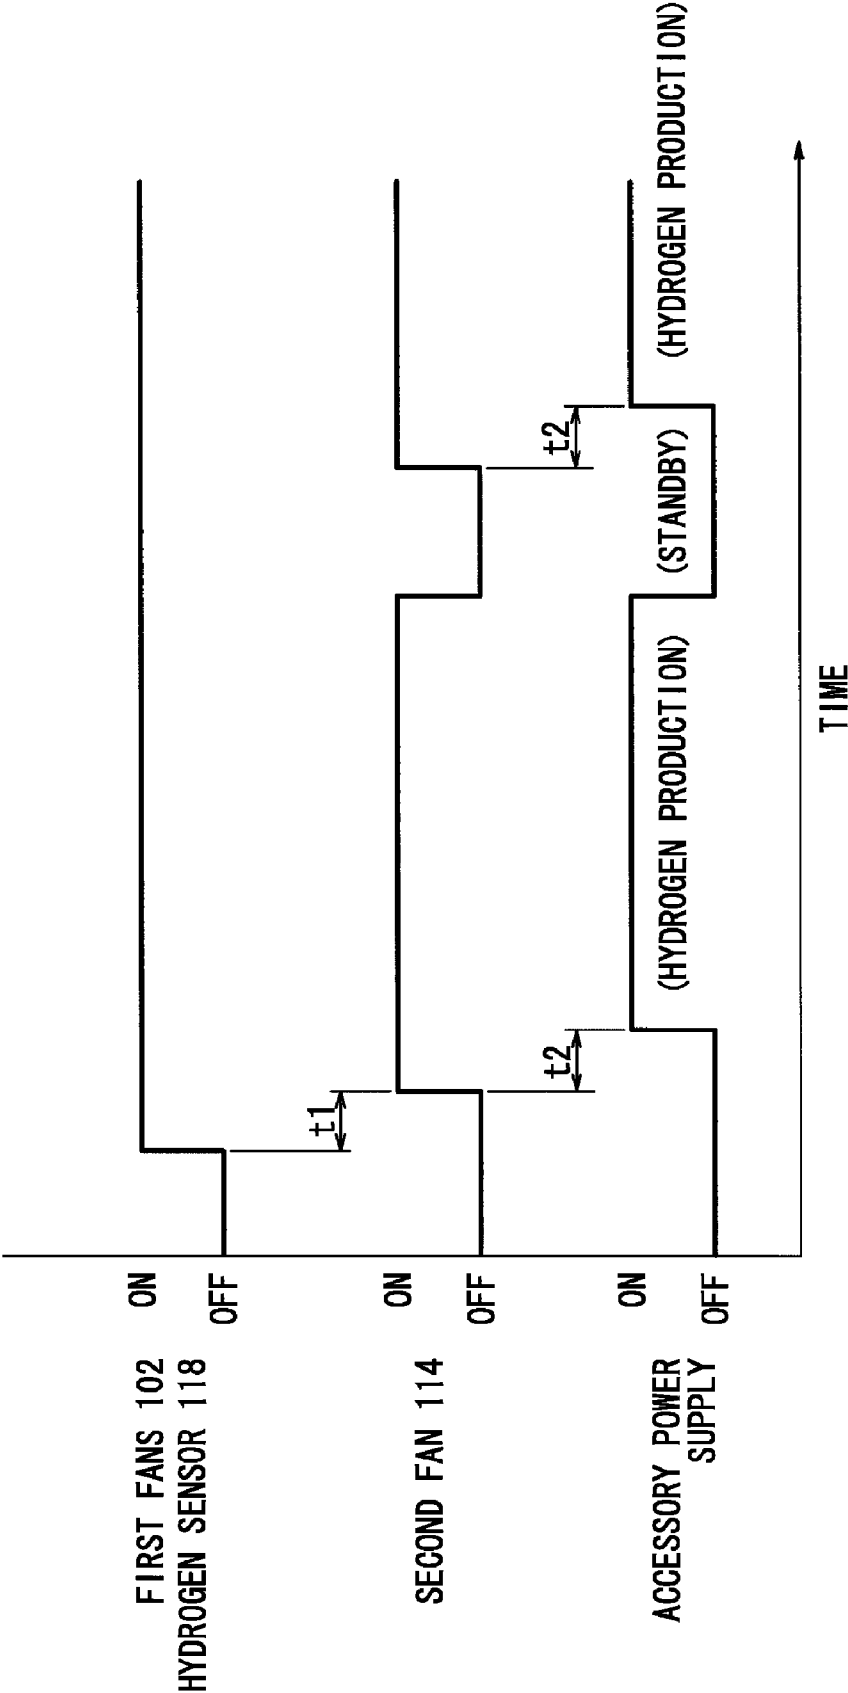 FIRST FANS 102
HYDROGEN SENSOR 118
ON
OFF
t1
SECOND FAN 114
ON
OFF
t2
t2
ACCESSORY POWER
SUPPLY
ON
OFF
(HYDROGEN PRODUCTION)
(STANDBY)
(HYDROGEN PRODUCTION)
TIME